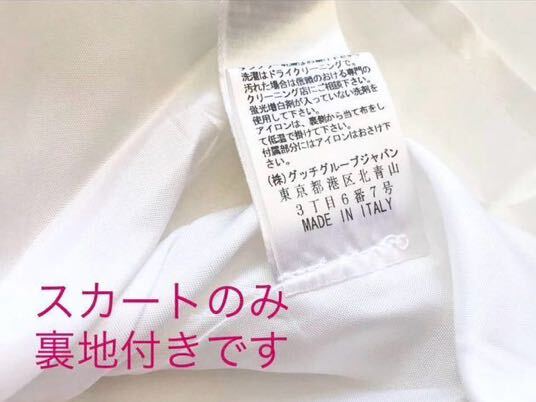 洗濯はドライクリーニングで。
汚れた場合は信頼のおける専門の
クリーニング店にご相談下さい。
蛍光増白剤が入っていない洗剤を
使用して下さい。
アイロンは、裏側から当て布をし
て低温で掛けて下さい。
付属部分にはアイロンはおさけ下
さい。
(株)グッチグループジャパン
東京都港区北青山
3丁目6番7号
MADE IN ITALY
スカートのみ
裏地付きです